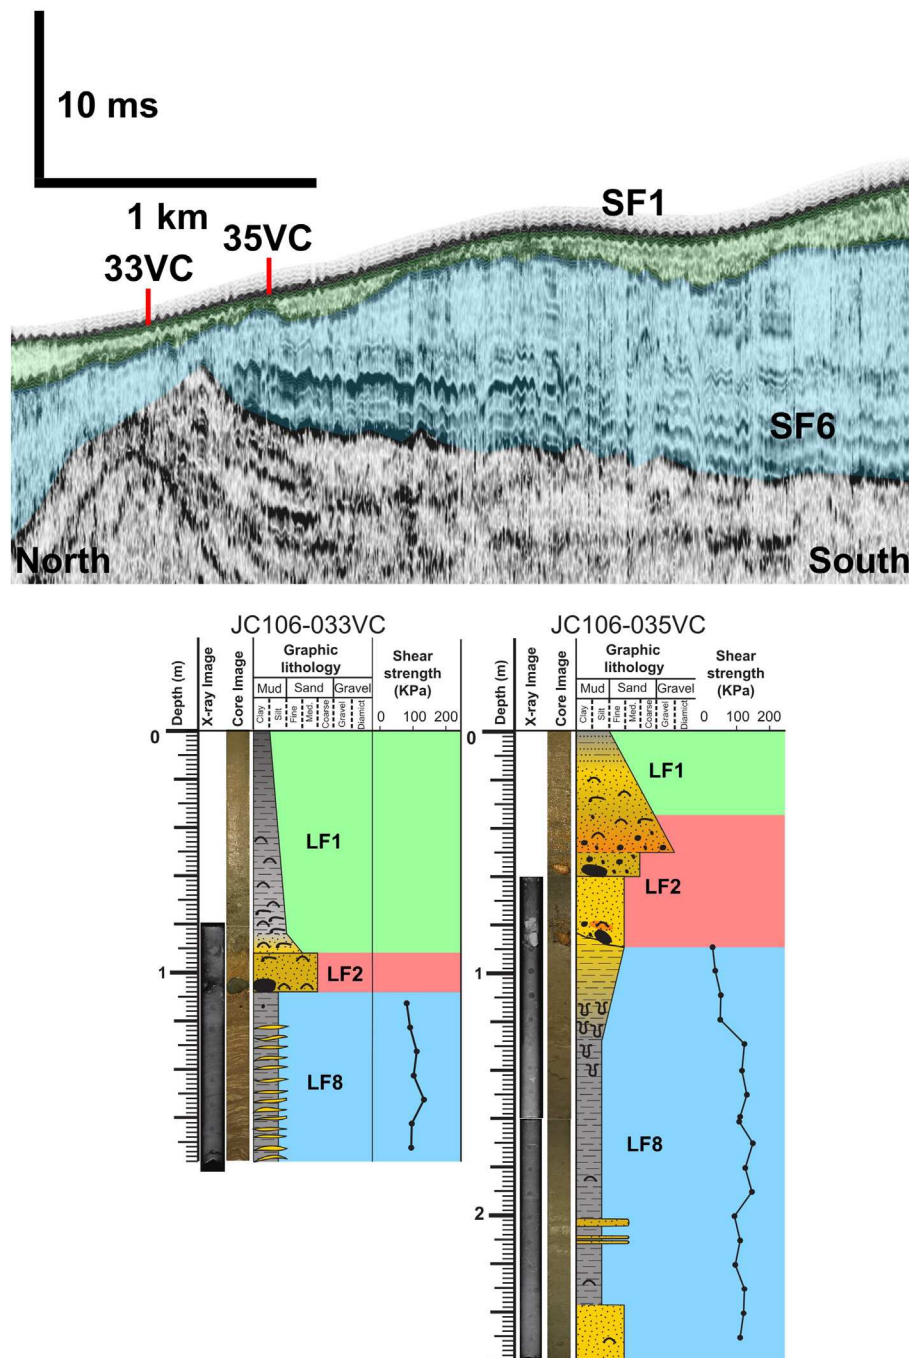 10 ms
1 km
SF1
35VC
33VC
SF6
North
South
JC106-033VC
JC106-035VC
Depth (m)
X-ray Image
Core Image
Graphic lithology
Mud
Sand
Gravel
Clay
Silt
Fine
Med.
Coarse
Gravel
Diamict
Shear strength (KPa)
0 100 200
Depth (m)
X-ray Image
Core Image
Graphic lithology
Mud
Sand
Gravel
Clay
Silt
Fine
Med.
Coarse
Gravel
Diamict
Shear strength (KPa)
0 100 200
0
LF1
1
LF2
LF8
0
LF1
LF2
1
LF8
2